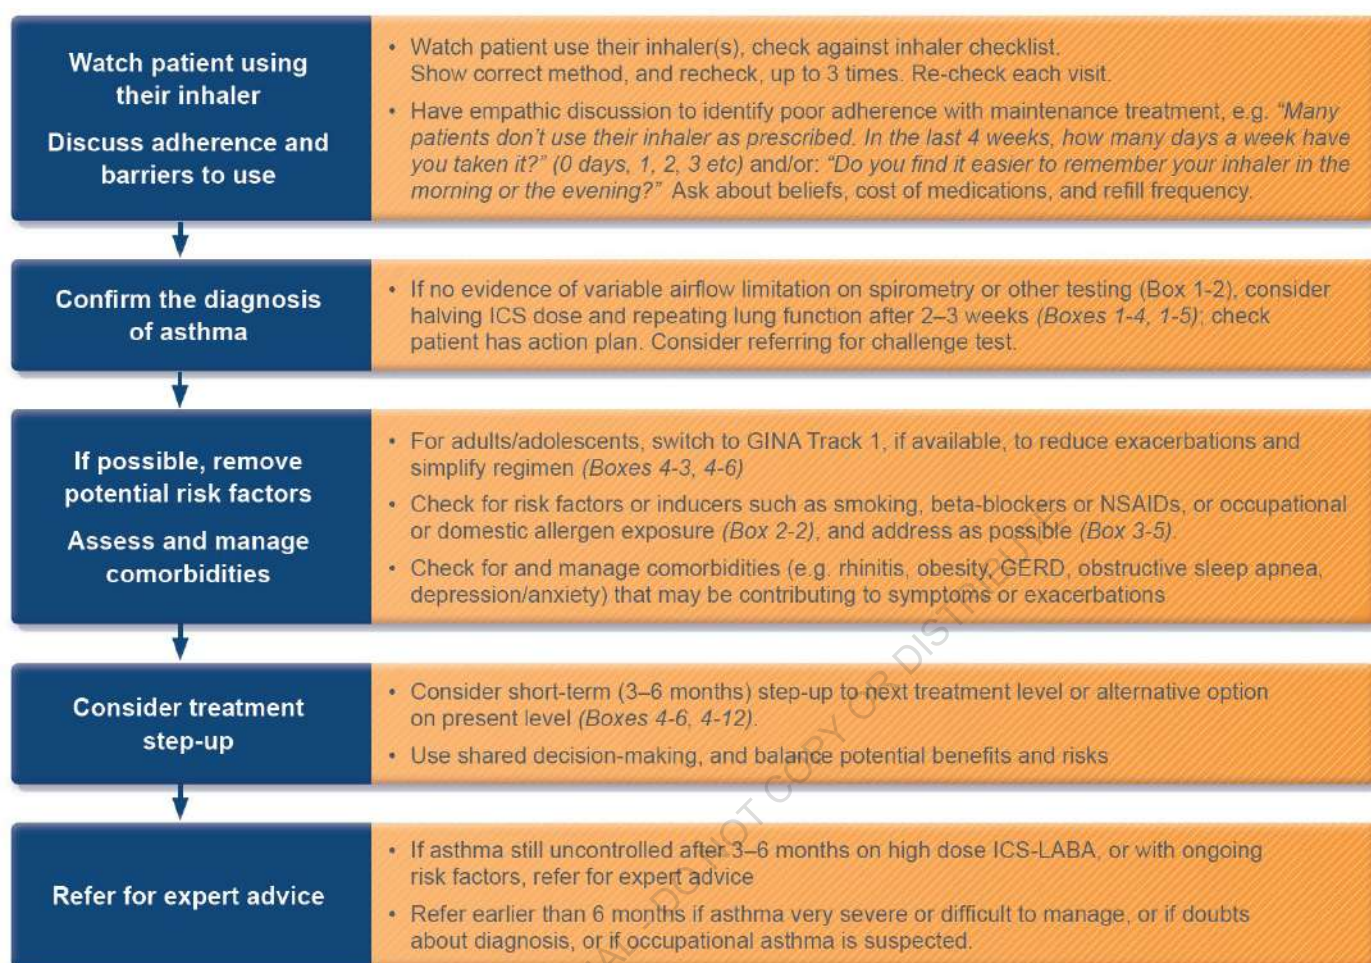 Watch patient using
their inhaler
Discuss adherence and
barriers to use
• Watch patient use their inhaler(s), check against inhaler checklist.
Show correct method, and recheck, up to 3 times. Re-check each visit.
• Have empathic discussion to identify poor adherence with maintenance treatment, e.g. “Many
patients don’t use their inhaler as prescribed. In the last 4 weeks, how many days a week have
you taken it?” (0 days, 1, 2, 3 etc) and/or: “Do you find it easier to remember your inhaler in the
morning or the evening?” Ask about beliefs, cost of medications, and refill frequency.
Confirm the diagnosis
of asthma
• If no evidence of variable airflow limitation on spirometry or other testing (Box 1-2), consider
halving ICS dose and repeating lung function after 2–3 weeks (Boxes 1-4, 1-5); check
patient has action plan. Consider referring for challenge test.
If possible, remove
potential risk factors
Assess and manage
comorbidities
• For adults/adolescents, switch to GINA Track 1, if available, to reduce exacerbations and
simplify regimen (Boxes 4-3, 4-6)
• Check for risk factors or inducers such as smoking, beta-blockers or NSAIDs, or occupational
or domestic allergen exposure (Box 2-2), and address as possible (Box 3-5).
• Check for and manage comorbidities (e.g. rhinitis, obesity, GERD, obstructive sleep apnea,
depression/anxiety) that may be contributing to symptoms or exacerbations
Consider treatment
step-up
• Consider short-term (3–6 months) step-up to next treatment level or alternative option
on present level (Boxes 4-6, 4-12).
• Use shared decision-making, and balance potential benefits and risks
Refer for expert advice
• If asthma still uncontrolled after 3–6 months on high dose ICS-LABA, or with ongoing
risk factors, refer for expert advice
• Refer earlier than 6 months if asthma very severe or difficult to manage, or if doubts
about diagnosis, or if occupational asthma is suspected.
DO NOT COPY OR